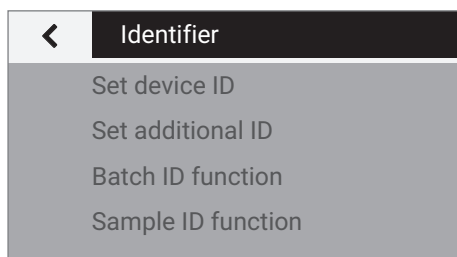 Identifier
Set device ID
Set additional ID
Batch ID function
Sample ID function